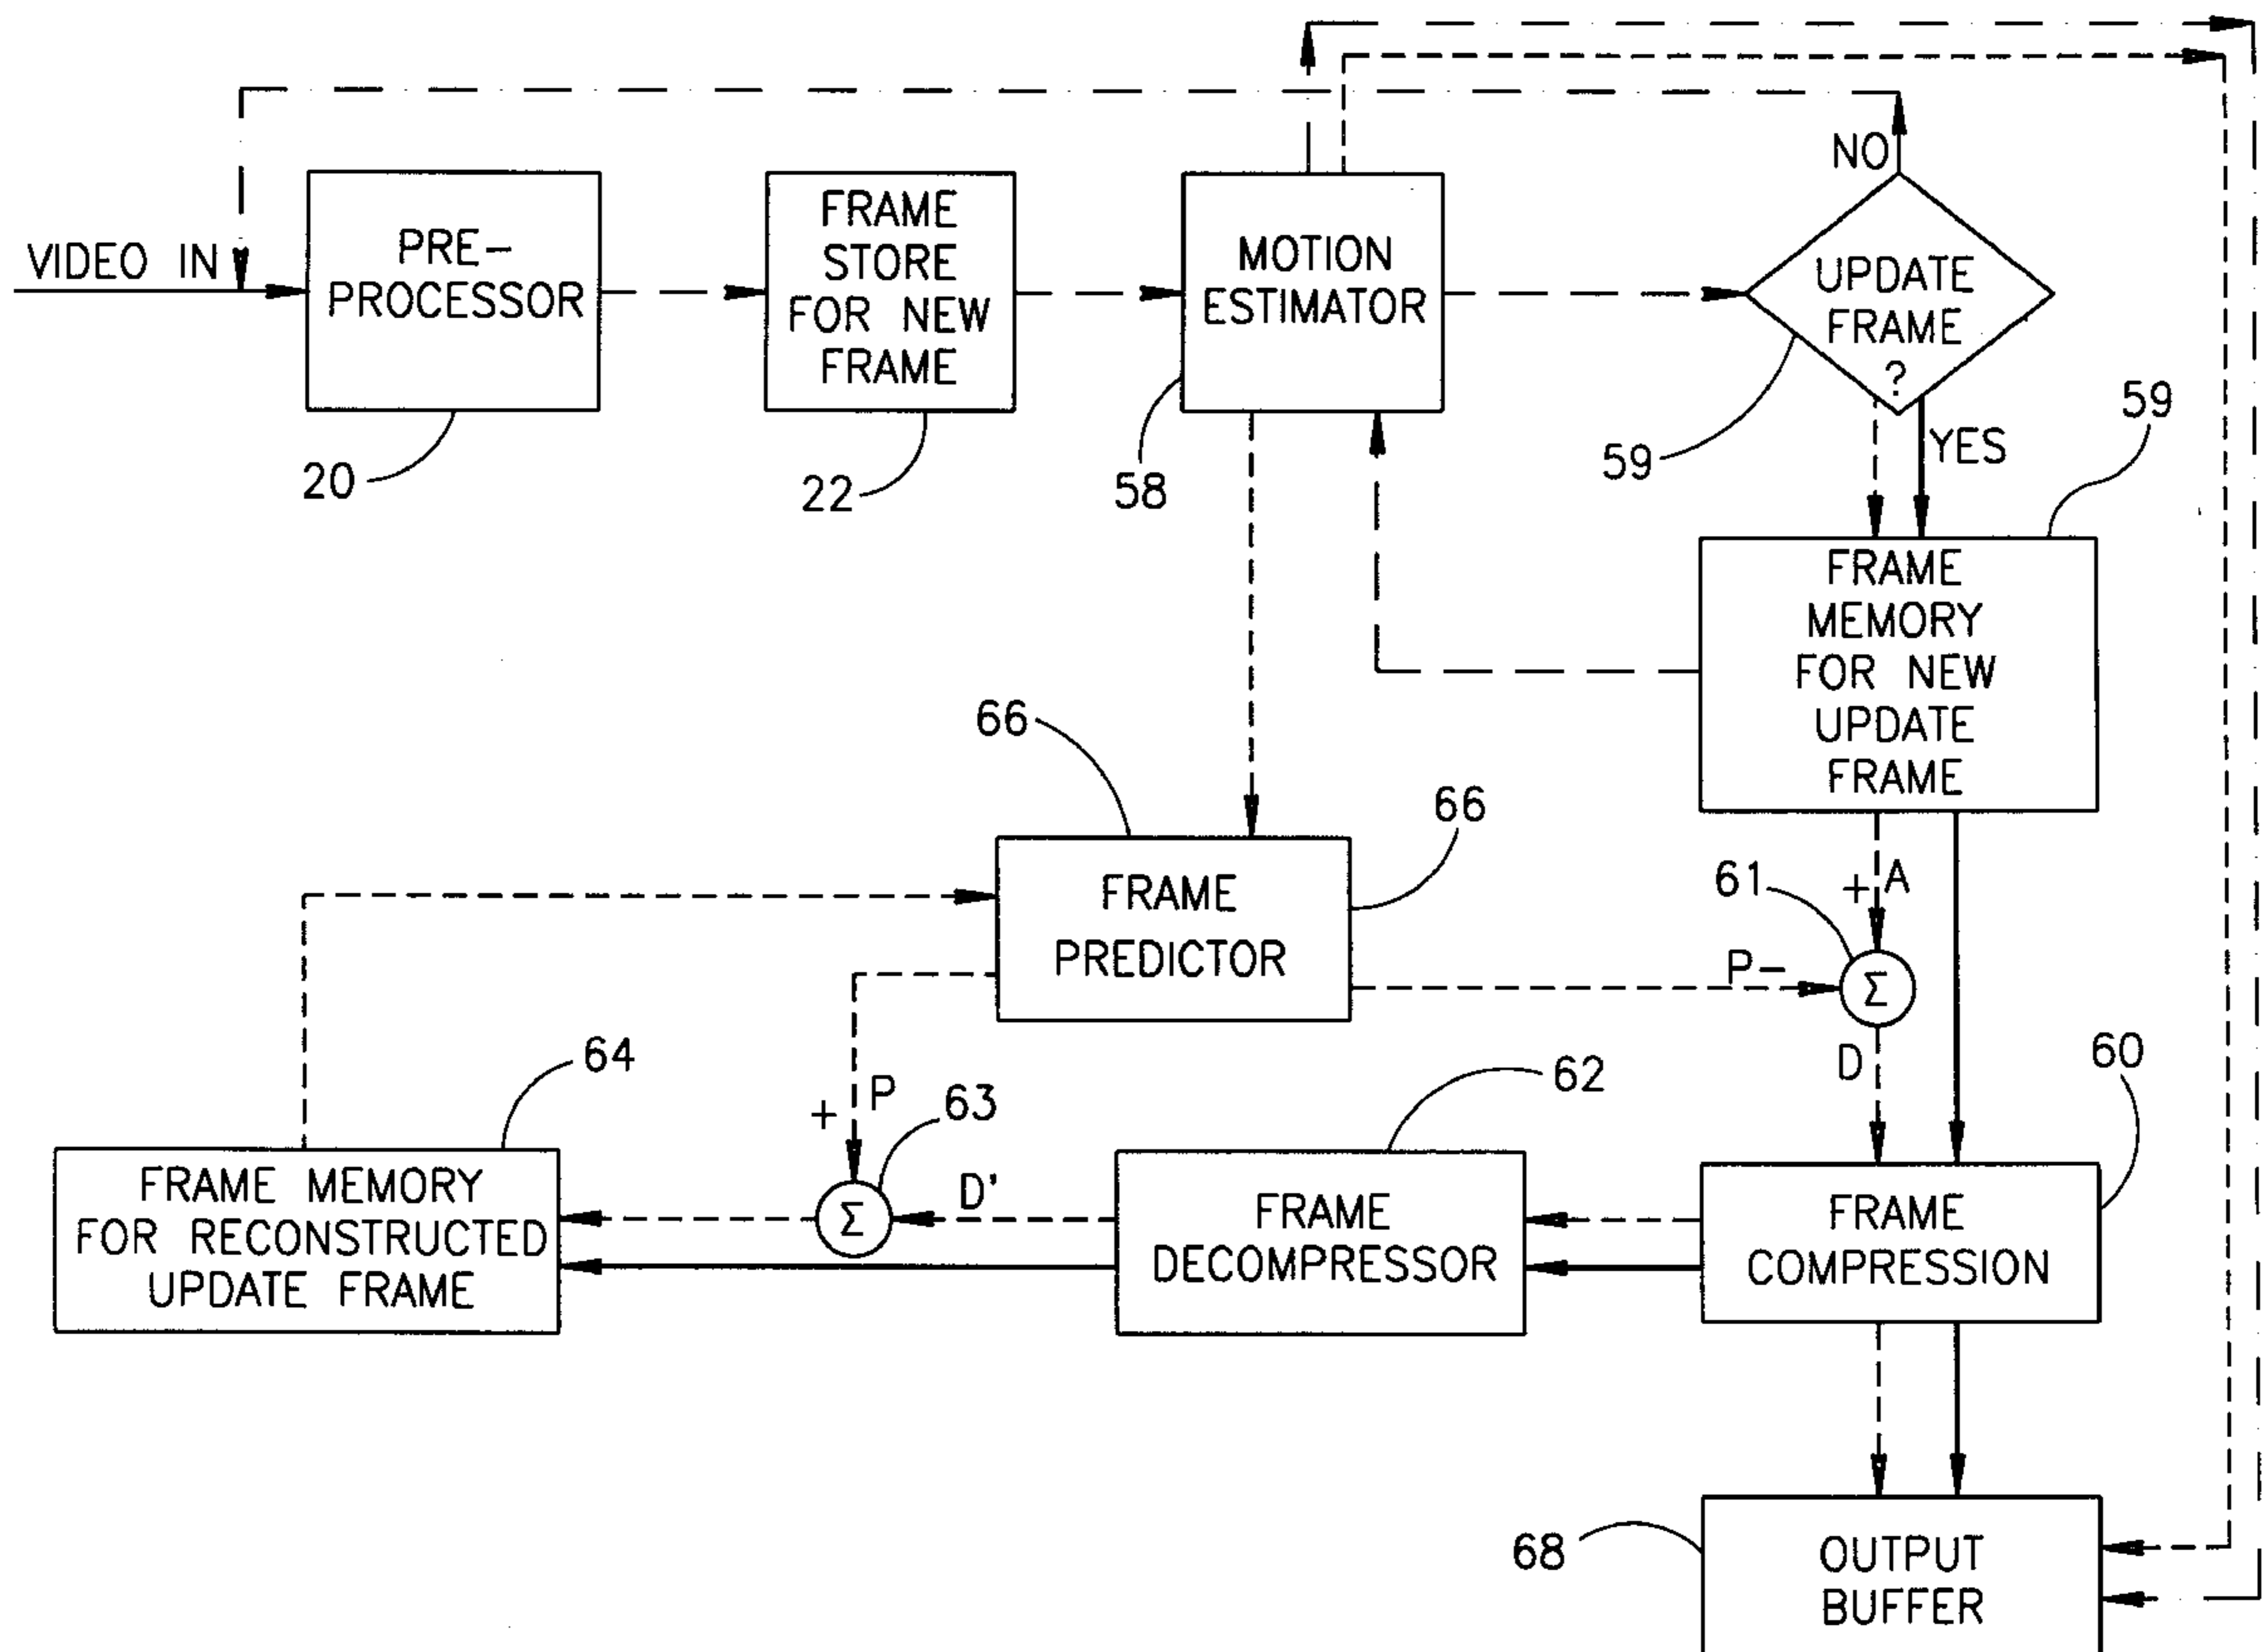 NO
VIDEO IN
PRE-
PROCESSOR
FRAME
STORE
FOR NEW
FRAME
MOTION
ESTIMATOR
UPDATE
FRAME
?
YES
20
22
58
59
59
FRAME
MEMORY
FOR NEW
UPDATE
FRAME
66
66
FRAME
PREDICTOR
61
+ A
P-
Σ
D
64
+ P
63
62
60
FRAME MEMORY
FOR RECONSTRUCTED
UPDATE FRAME
Σ
D'
FRAME
DECOMPRESSOR
FRAME
COMPRESSION
68
OUTPUT
BUFFER